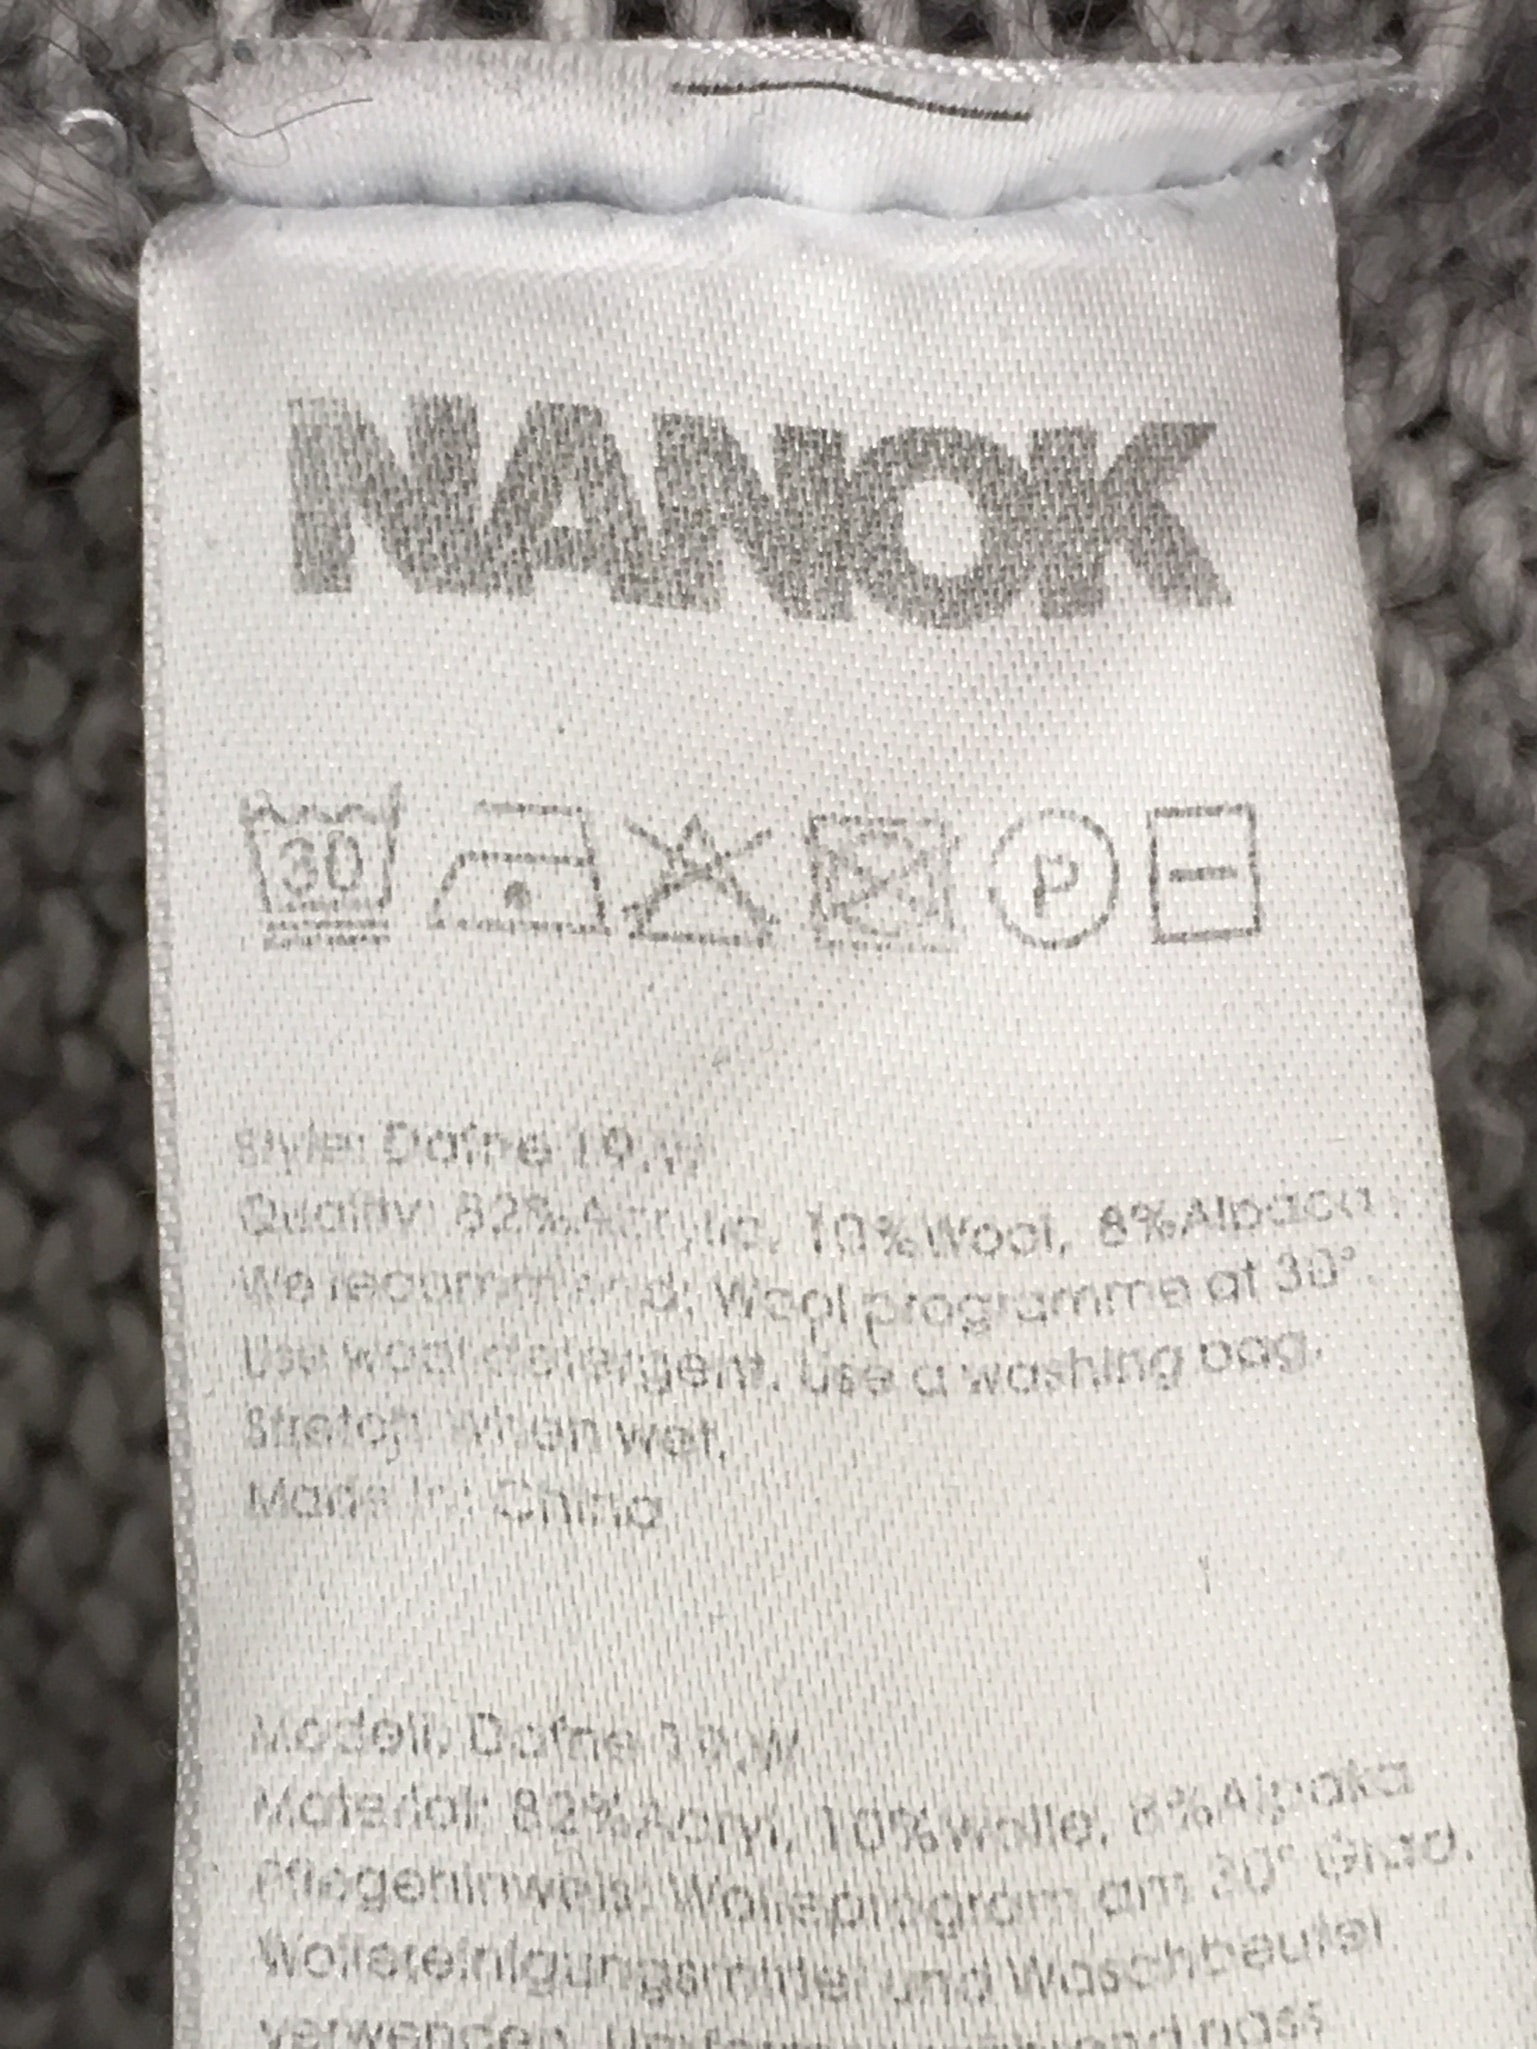 NANOK
30
P
Style: Dafne 19.W
Quality: 82%Acrylic, 10%Wool, 8%Alpaca
We recommend: Wool programme at 30°.
Use wool detergent. Use a washing bag.
Stretch when wet.
Made In: China
Modell: Dafne 19.W
Material: 82%Acryl, 10%Wolle, 8%Alpaka
Pflegehinweis: Wolleprogram am 30° Grad.
Wollereinigungsmittel und Waschbeutel
verwenden. nass